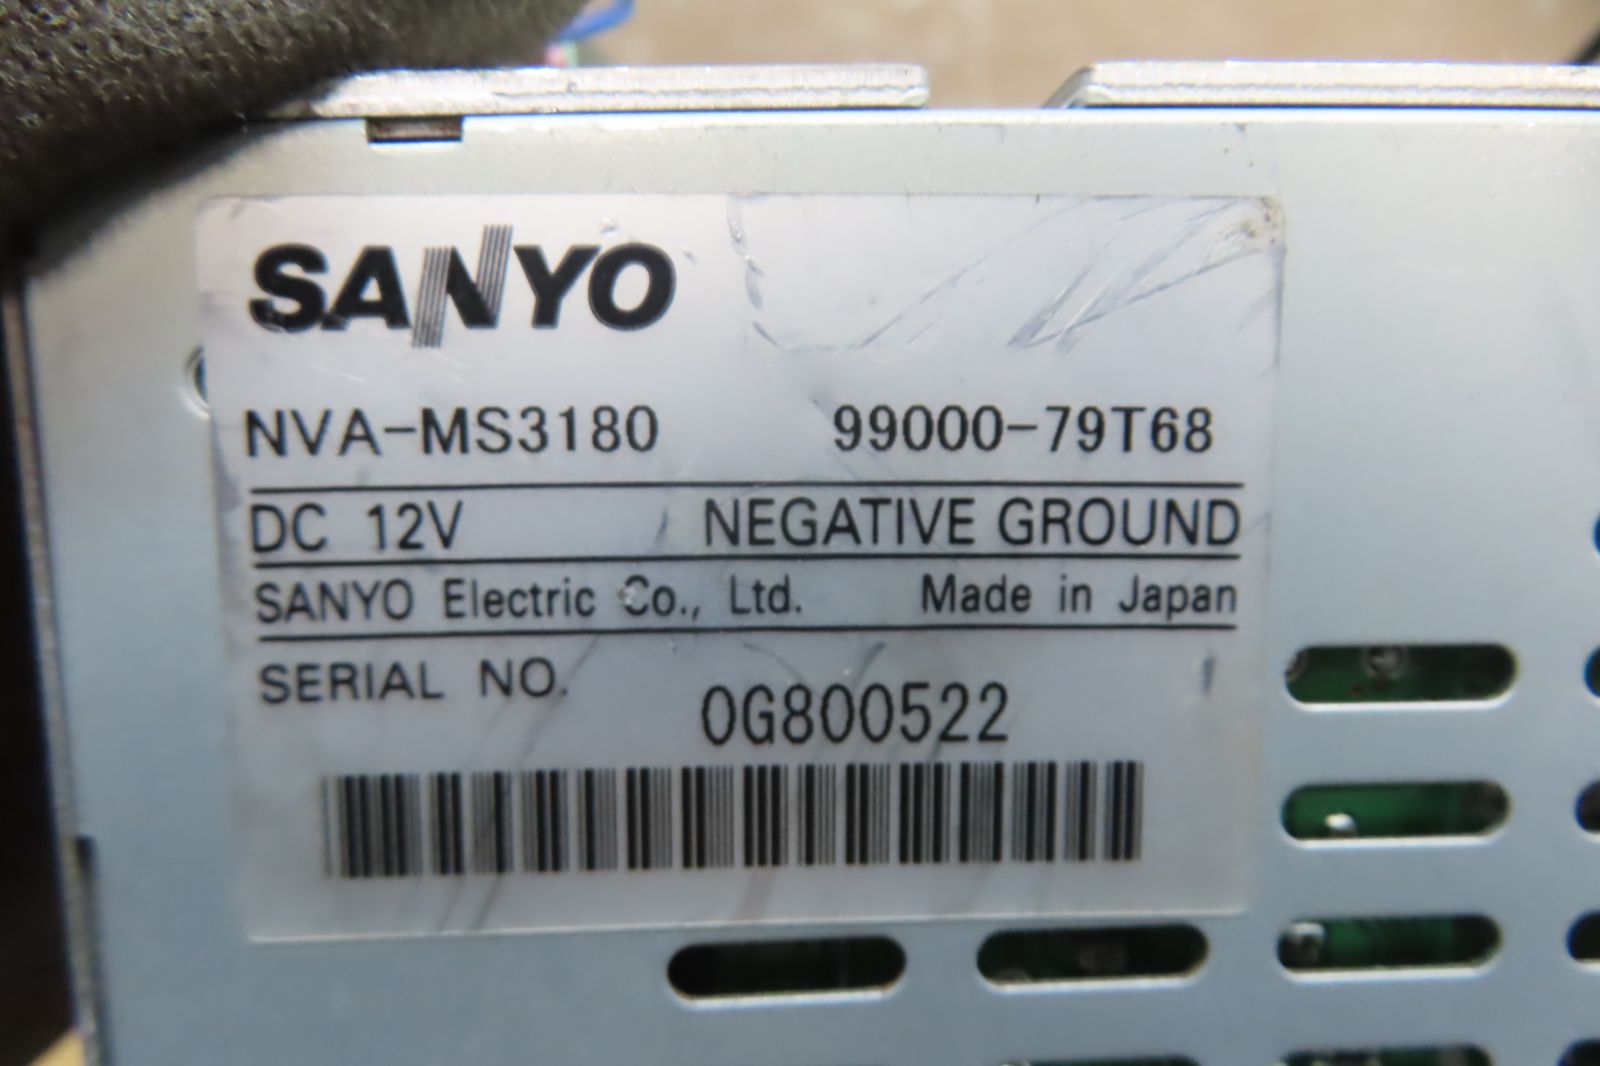 SANYO
NVA-MS3180 99000-79T68
DC 12V NEGATIVE GROUND
SANYO Electric Co., Ltd. Made in Japan
SERIAL NO. 0G800522